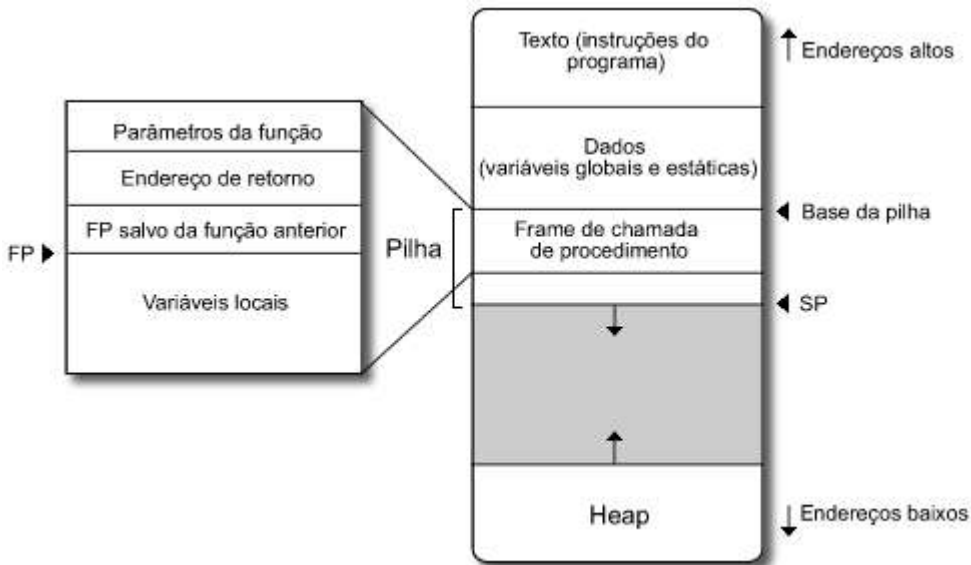 Texto (instruções do
programa)
Endereços altos
Parâmetros da função
Endereço de retorno
FP salvo da função anterior
FP
Variáveis locais
Dados
(variáveis globais e estáticas)
Base da pilha
Pilha
Frame de chamada
de procedimento
SP
Heap
Endereços baixos